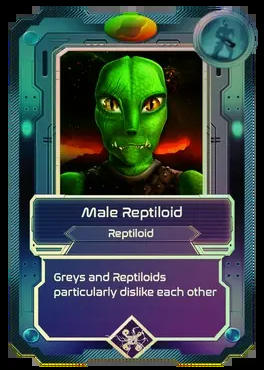 Male Reptiloid
Reptiloid
Greys and Reptiloids
particularly dislike each other